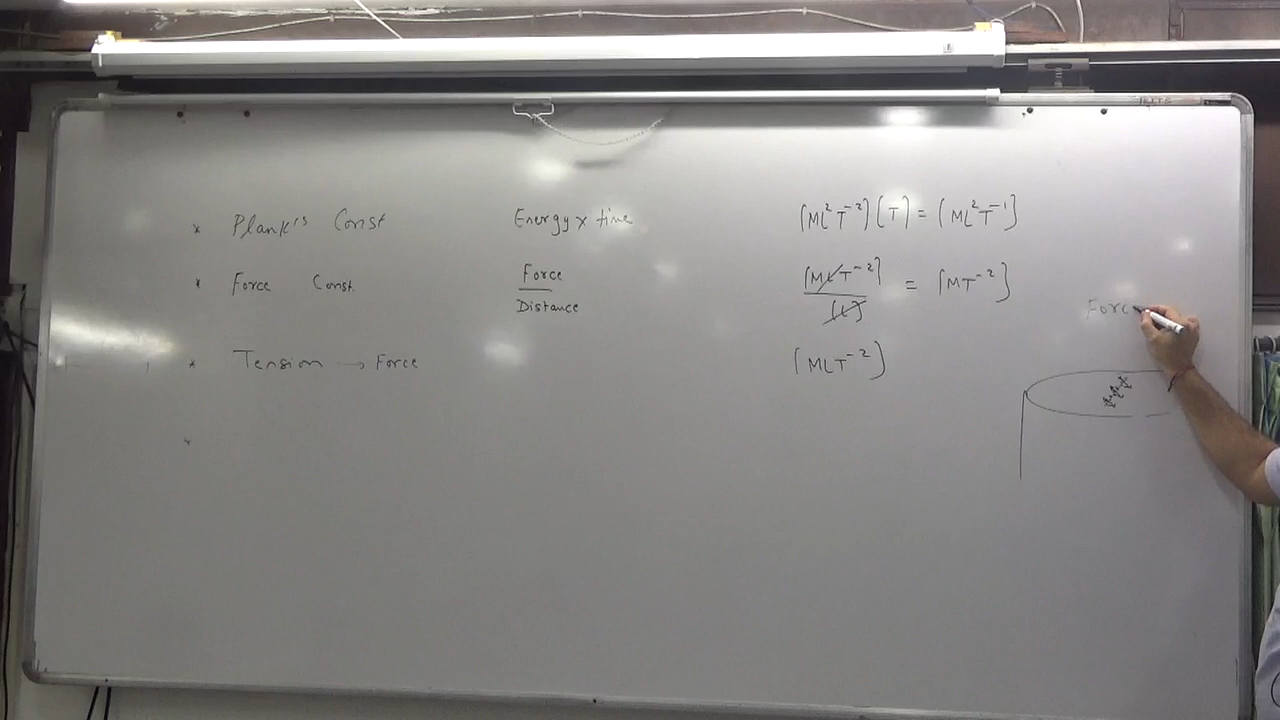 * Plank's Const Energy x time [ML²T⁻²][T] = [ML²T⁻¹]
* Force Const. Force / Distance [MLT⁻²] / [L] = [MT⁻²]
Forc
* Tension → Force [MLT⁻²]